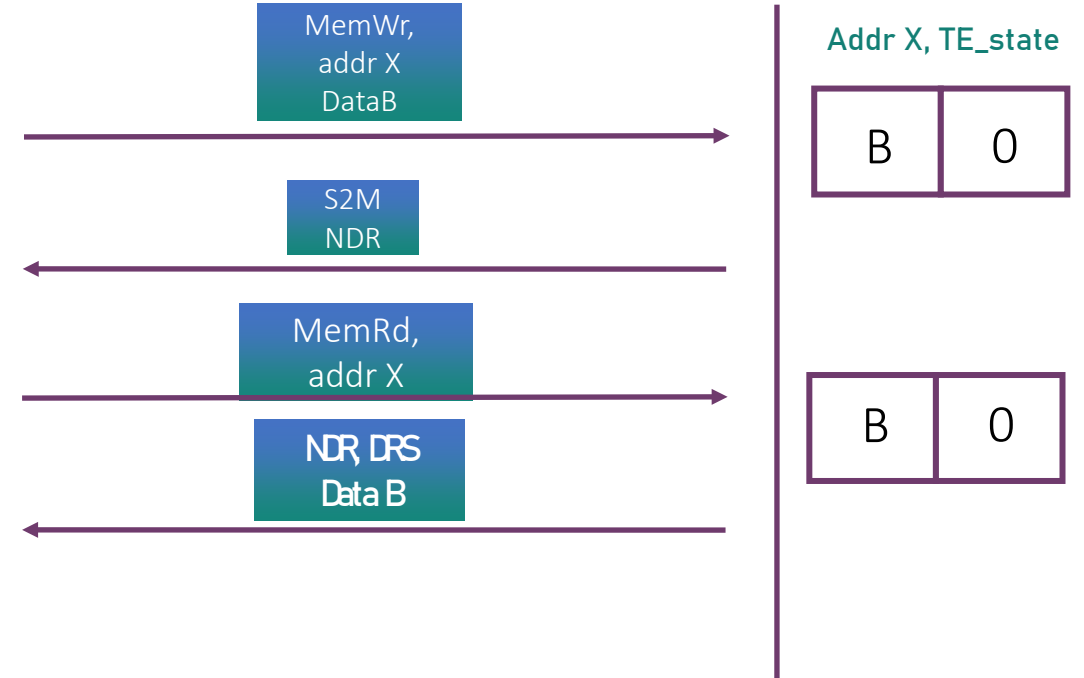 MemWr,
addr X
DataB
Addr X, TE_state
B 0
S2M
NDR
MemRd,
addr X
B 0
NDR, DRS
Data B